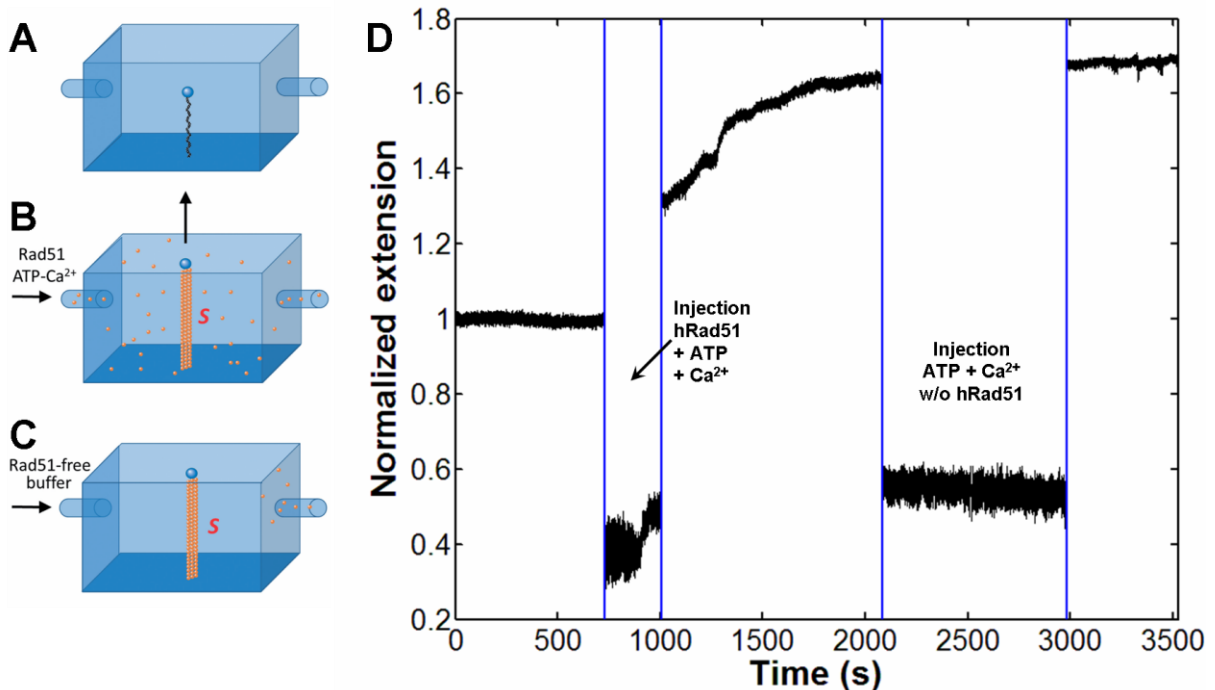 A
B
Rad51
ATP-Ca²⁺
S
C
Rad51-free
buffer
S
D
Normalized extension
1.8
1.6
1.4
1.2
1
0.8
0.6
0.4
0.2
Injection
hRad51
+ ATP
+ Ca²⁺
Injection
ATP + Ca²⁺
w/o hRad51
0
500
1000
1500
2000
2500
3000
3500
Time (s)